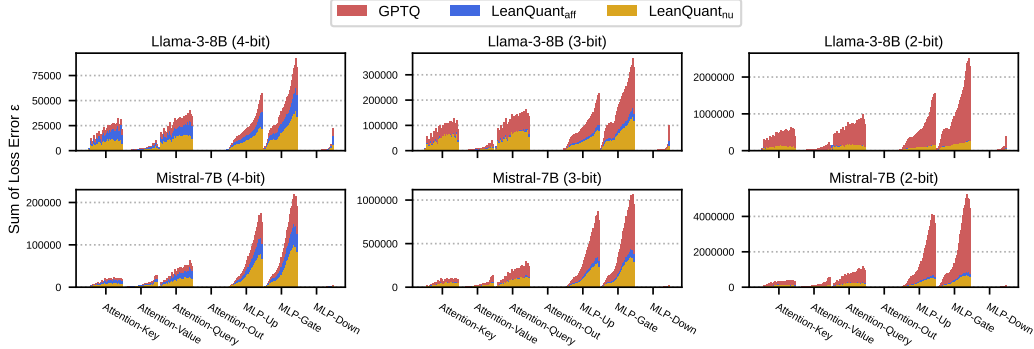 GPTQ LeanQuant_aff LeanQuant_nu
Sum of Loss Error ε
Llama-3-8B (4-bit)
75000
50000
25000
0
Llama-3-8B (3-bit)
300000
200000
100000
0
Llama-3-8B (2-bit)
2000000
1000000
0
Mistral-7B (4-bit)
200000
100000
0
Mistral-7B (3-bit)
1000000
500000
0
Mistral-7B (2-bit)
4000000
2000000
0
Attention-Key
Attention-Value
Attention-Query
Attention-Out
MLP-Up
MLP-Gate
MLP-Down
Attention-Key
Attention-Value
Attention-Query
Attention-Out
MLP-Up
MLP-Gate
MLP-Down
Attention-Key
Attention-Value
Attention-Query
Attention-Out
MLP-Up
MLP-Gate
MLP-Down